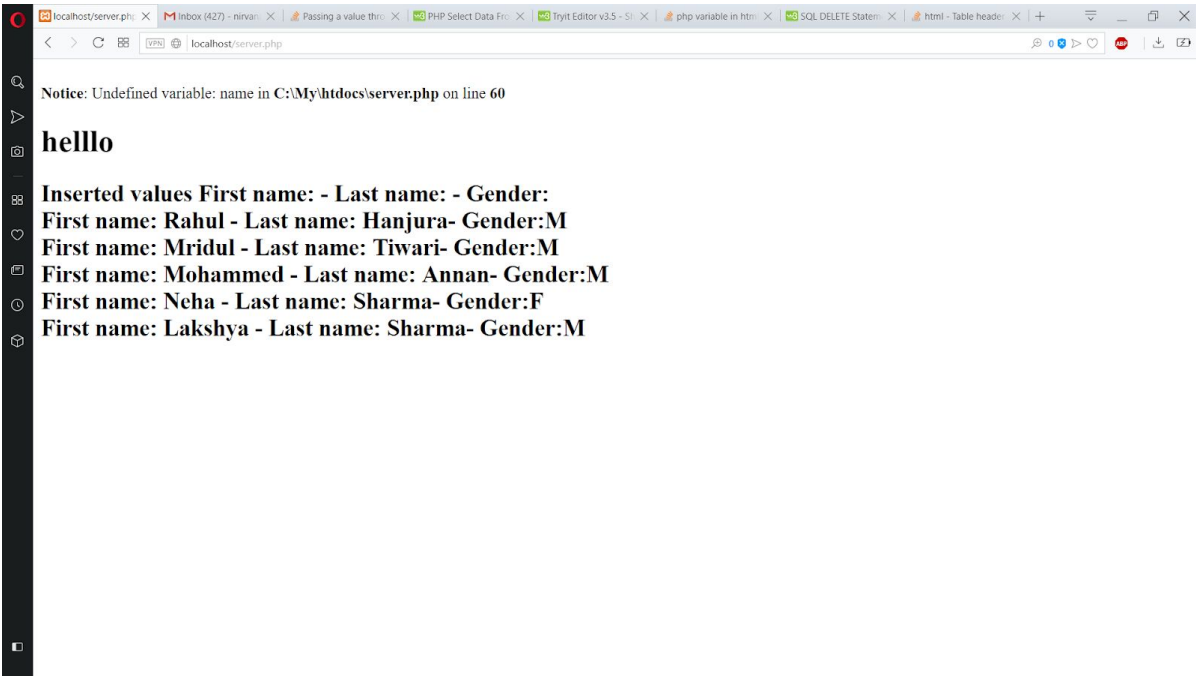 localhost/server.php
Inbox (427) - nirvan
Passing a value thro
PHP Select Data Fro
Tryit Editor v3.5 - S
php variable in htm
SQL DELETE Statem
html - Table header
VPN
localhost/server.php
0
ABP
Notice: Undefined variable: name in C:\My\htdocs\server.php on line 60
helllo
Inserted values First name: - Last name: - Gender:
First name: Rahul - Last name: Hanjura- Gender:M
First name: Mridul - Last name: Tiwari- Gender:M
First name: Mohammed - Last name: Annan- Gender:M
First name: Neha - Last name: Sharma- Gender:F
First name: Lakshya - Last name: Sharma- Gender:M